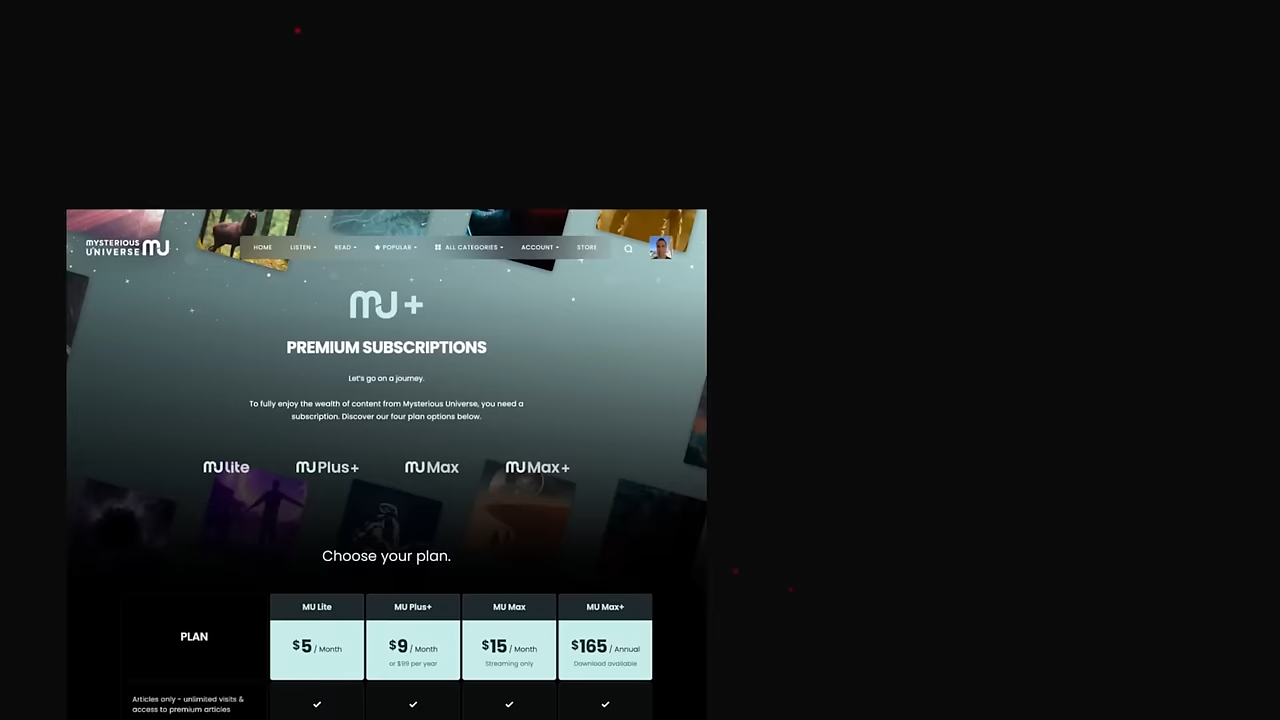 MYSTERIOUS
UNIVERSE MU
HOME LISTEN READ POPULAR ALL CATEGORIES ACCOUNT STORE
MU +
PREMIUM SUBSCRIPTIONS
Let's go on a journey.
To fully enjoy the wealth of content from Mysterious Universe, you need a
subscription. Discover our four plan options below.
MU Lite MU Plus+ MU Max MU Max+
Choose your plan.
PLAN MU Lite MU Plus+ MU Max MU Max+
$5 / Month $9 / Month $15 / Month $165 / Annual
or $99 per year Streaming only Download available
Articles only - unlimited visits &
access to premium articles